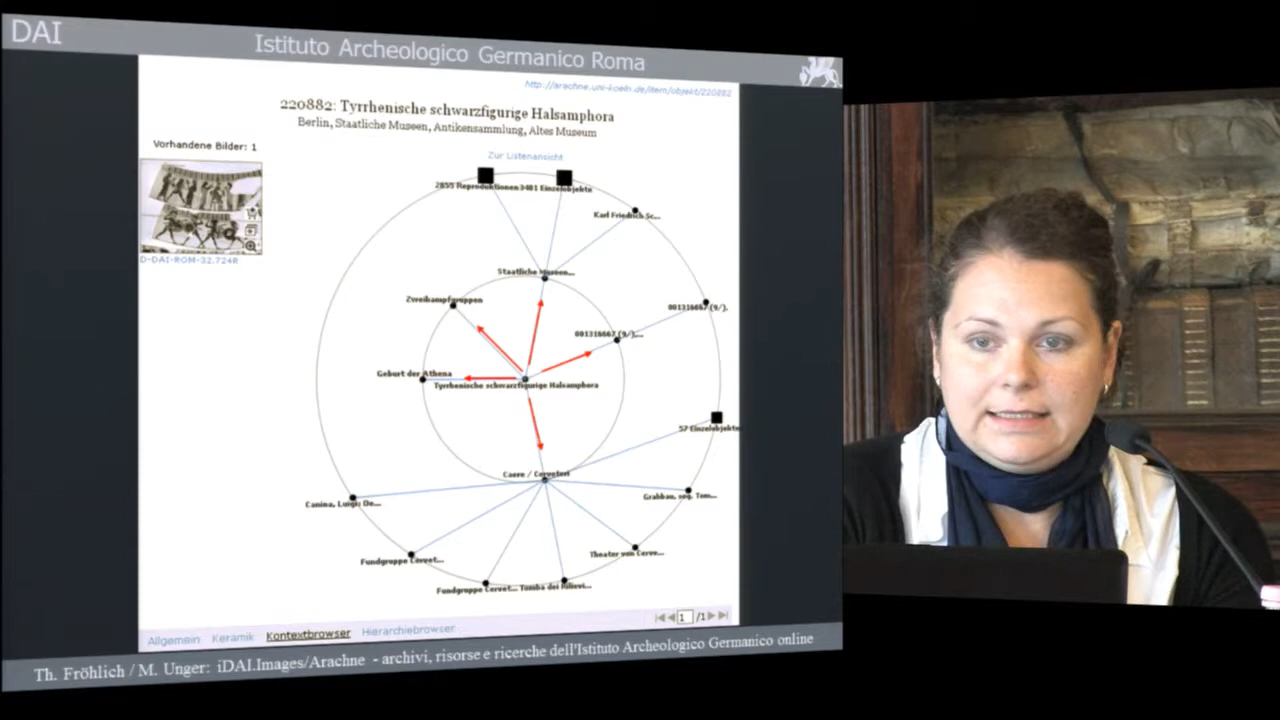 DAI
Istituto Archeologico Germanico Roma
http://arachne.uni-koeln.de/item/objekt/220882
220882: Tyrrhenische schwarzfigurige Halsamphora
Berlin, Staatliche Museen, Antikensammlung, Altes Museum
Vorhandene Bilder: 1
Zur Listenansicht
2855 Reproduktionen
3401 Einzelobjekte
Karl Friedrich Sc...
Staatliche Museen...
Zweikampfgruppen
D-DAI-ROM-32.724R
001316667 (9/).
001316667 (9/)...
Geburt der Athena
Tyrrhenische schwarzfigurige Halsamphora
57 Einzelobjekte
Caere / Cerveteri
Canina, Luigi: De...
Grabbau, sog. Tom...
Fundgruppe Cervet...
Theater von Cerve...
Fundgruppe Cervet...
Tomba dei Rilievi...
1 /1
Allgemein Keramik Kontextbrowser Hierarchiebrowser
Th. Fröhlich / M. Unger: iDAI.Images/Arachne - archivi, risorse e ricerche dell'Istituto Archeologico Germanico online